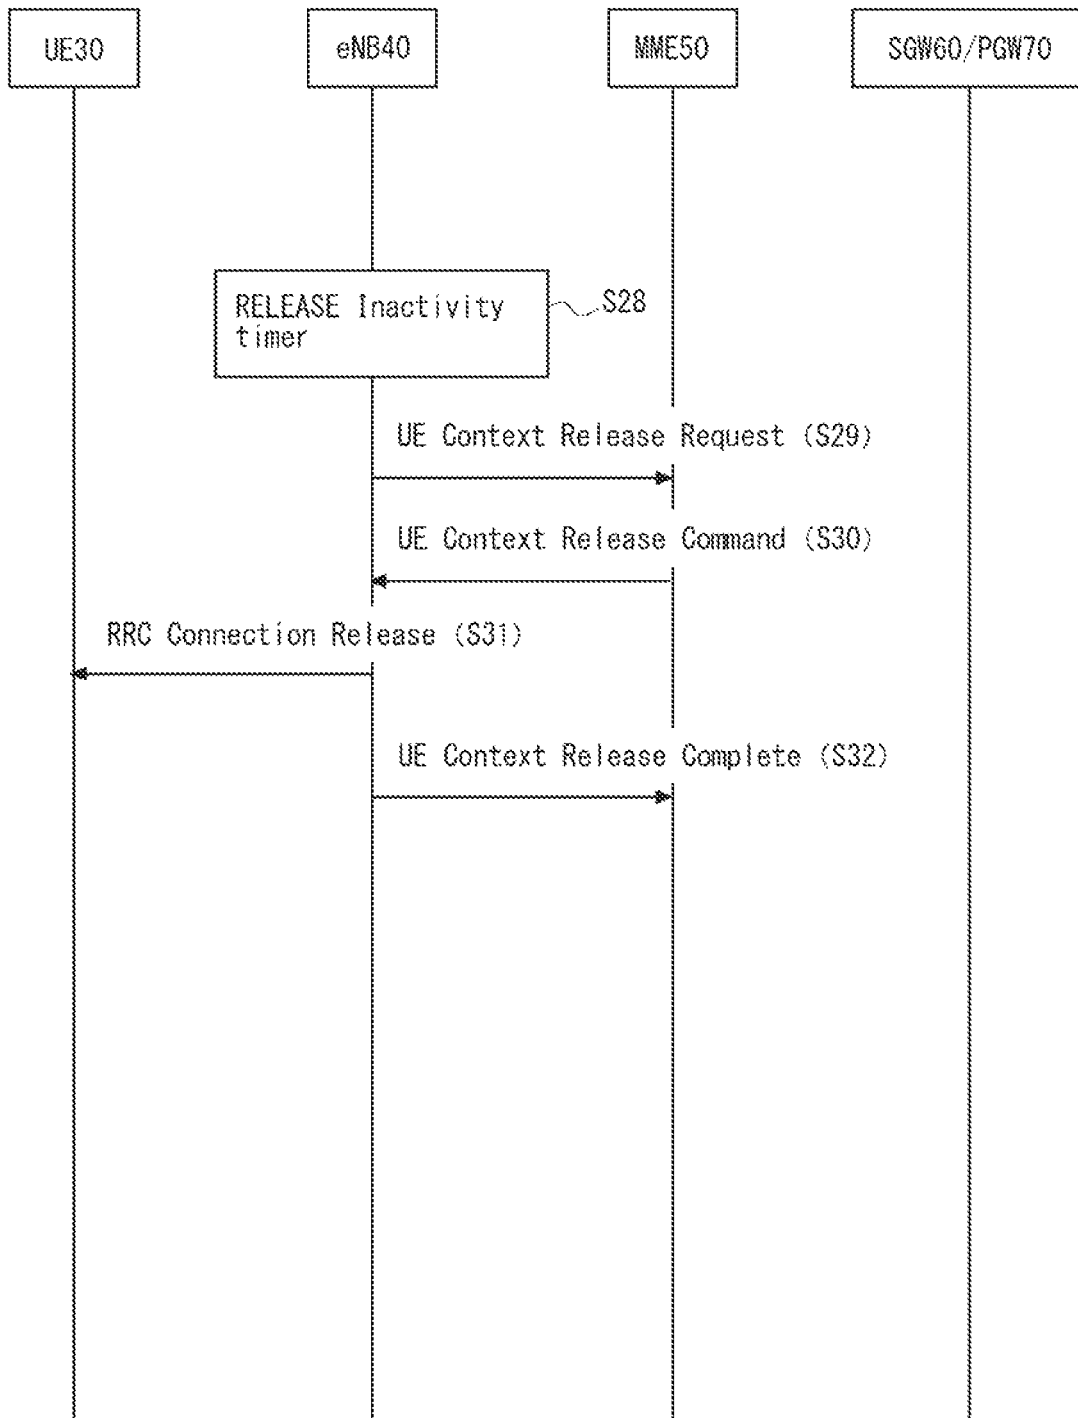 UE30
eNB40
MME50
SGW60/PGW70
RELEASE Inactivity
timer
S28
UE Context Release Request (S29)
UE Context Release Command (S30)
RRC Connection Release (S31)
UE Context Release Complete (S32)